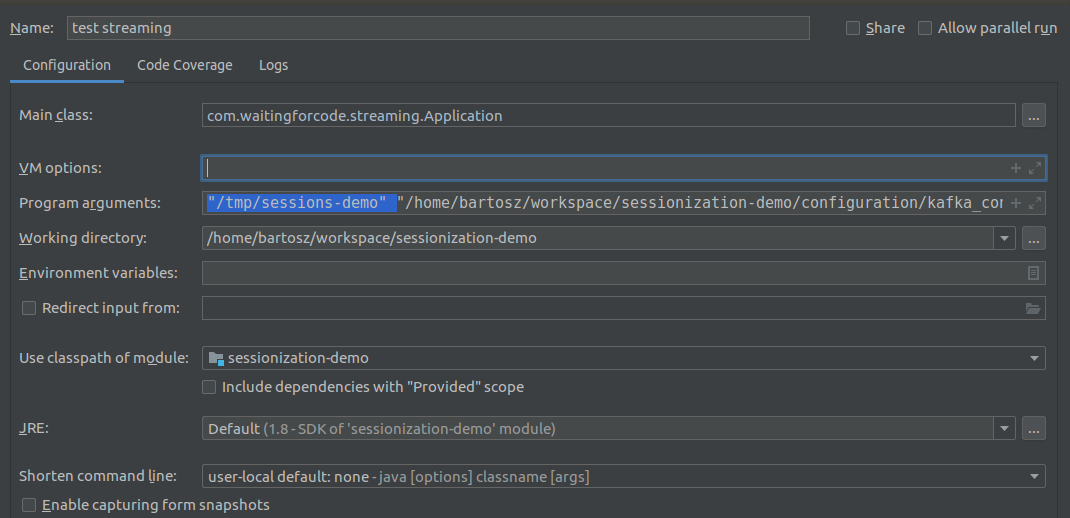 Name: test streaming Share Allow parallel run
Configuration Code Coverage Logs
Main class: com.waitingforcode.streaming.Application ...
VM options:
Program arguments: "/tmp/sessions-demo" "/home/bartosz/workspace/sessionization-demo/configuration/kafka_con
Working directory: /home/bartosz/workspace/sessionization-demo ...
Environment variables:
Redirect input from:
Use classpath of module: sessionization-demo
Include dependencies with "Provided" scope
JRE: Default (1.8 - SDK of 'sessionization-demo' module) ...
Shorten command line: user-local default: none - java [options] classname [args]
Enable capturing form snapshots